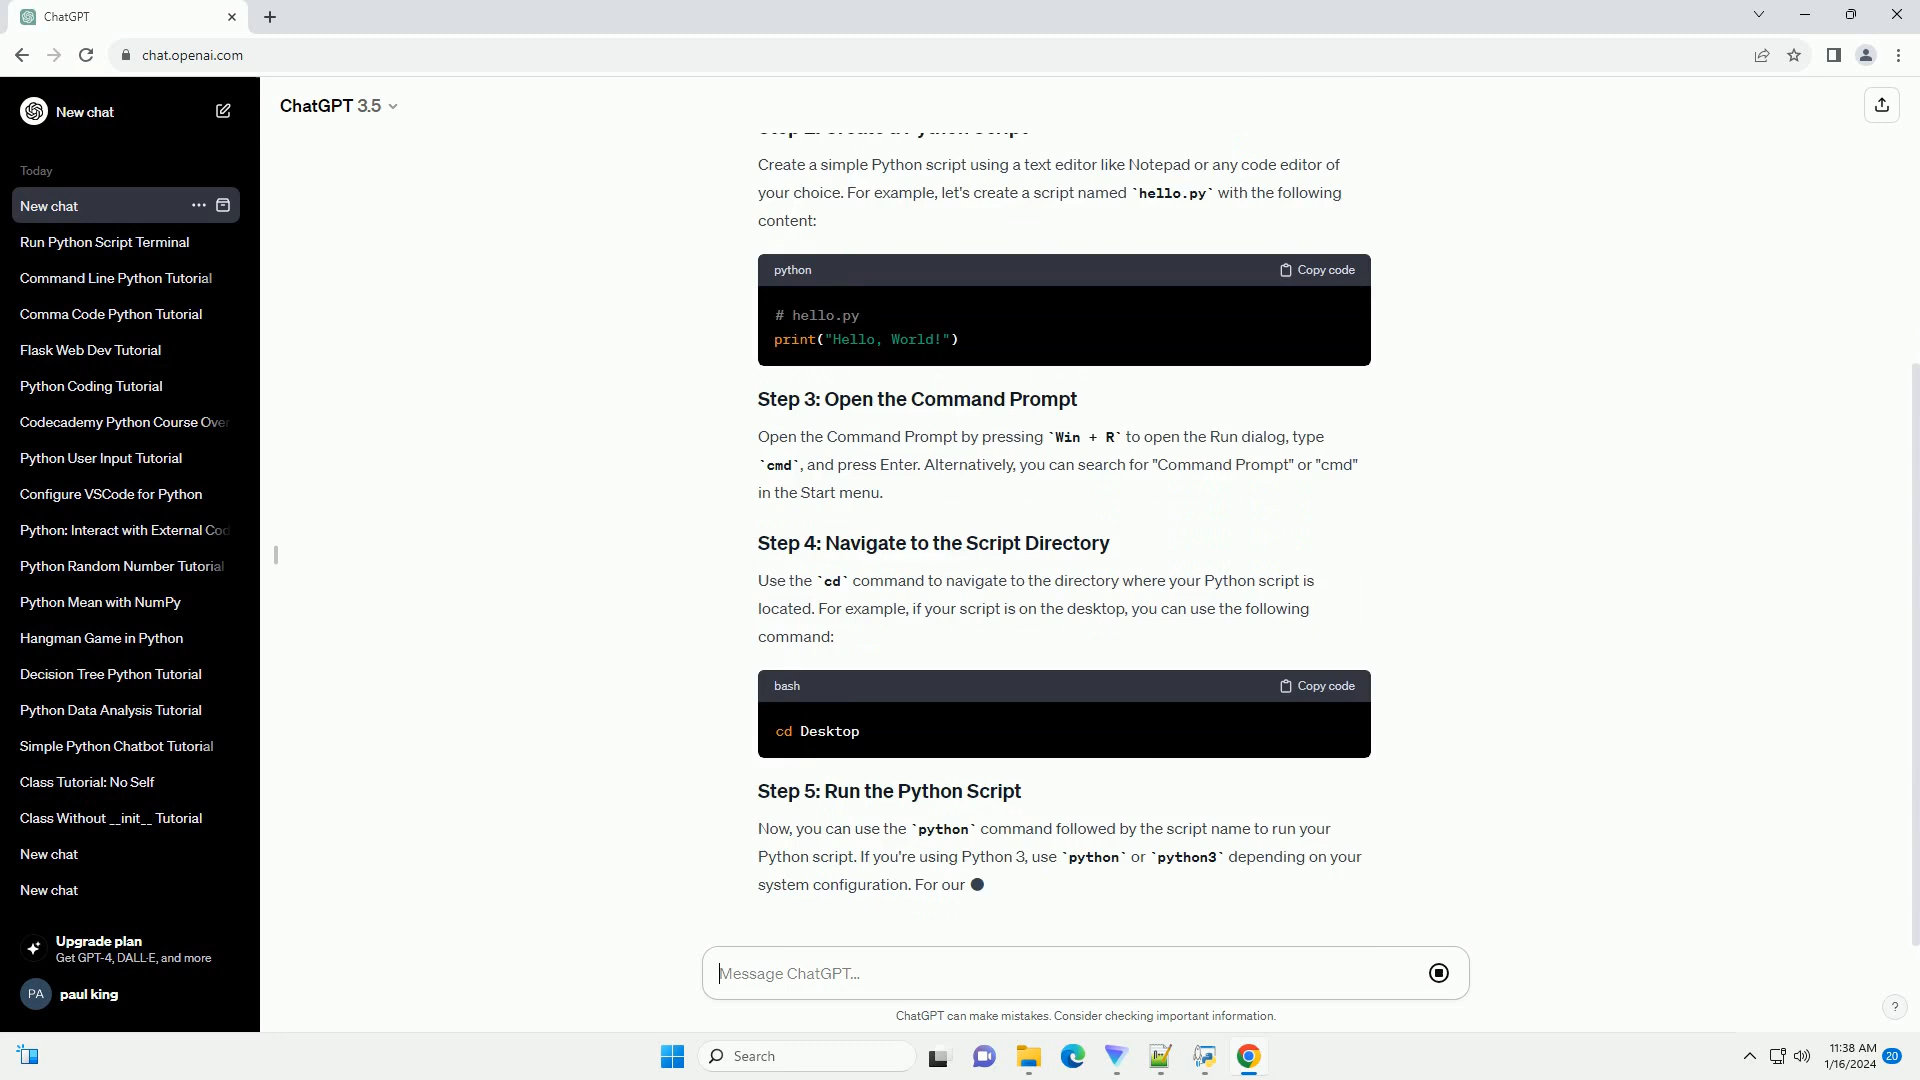 ChatGPT
chat.openai.com
New chat
ChatGPT 3.5
Today
New chat
Run Python Script Terminal
Command Line Python Tutorial
Comma Code Python Tutorial
Flask Web Dev Tutorial
Python Coding Tutorial
Codecademy Python Course Over
Python User Input Tutorial
Configure VSCode for Python
Python: Interact with External Cod
Python Random Number Tutorial
Python Mean with NumPy
Hangman Game in Python
Decision Tree Python Tutorial
Python Data Analysis Tutorial
Simple Python Chatbot Tutorial
Class Tutorial: No Self
Class Without __init__ Tutorial
New chat
New chat
Upgrade plan
Get GPT-4, DALL·E, and more
PA
paul king
Step 2: Create a Python Script
Create a simple Python script using a text editor like Notepad or any code editor of
your choice. For example, let's create a script named `hello.py` with the following
content:
python
Copy code
# hello.py
print("Hello, World!")
Step 3: Open the Command Prompt
Open the Command Prompt by pressing `Win + R` to open the Run dialog, type
`cmd`, and press Enter. Alternatively, you can search for "Command Prompt" or "cmd"
in the Start menu.
Step 4: Navigate to the Script Directory
Use the `cd` command to navigate to the directory where your Python script is
located. For example, if your script is on the desktop, you can use the following
command:
bash
Copy code
cd Desktop
Step 5: Run the Python Script
Now, you can use the `python` command followed by the script name to run your
Python script. If you're using Python 3, use `python` or `python3` depending on your
system configuration. For our
Message ChatGPT...
ChatGPT can make mistakes. Consider checking important information.
?
Search
11:38 AM
1/16/2024
20